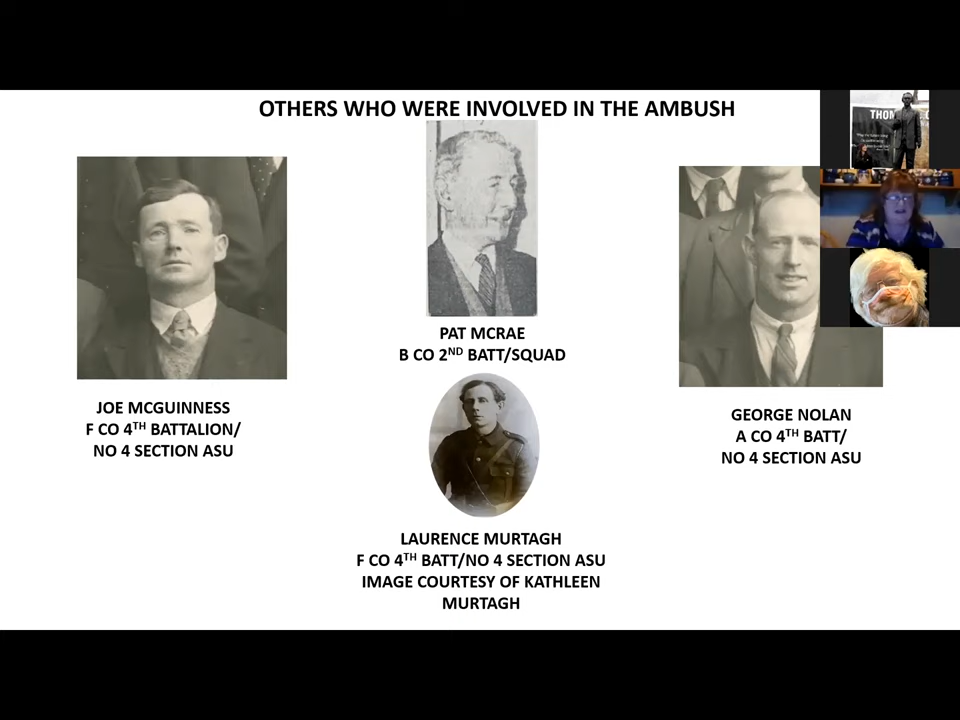 OTHERS WHO WERE INVOLVED IN THE AMBUSH
PAT MCRAE
B CO 2ND BATT/SQUAD
JOE MCGUINNESS
F CO 4TH BATTALION/
NO 4 SECTION ASU
GEORGE NOLAN
A CO 4TH BATT/
NO 4 SECTION ASU
LAURENCE MURTAGH
F CO 4TH BATT/NO 4 SECTION ASU
IMAGE COURTESY OF KATHLEEN
MURTAGH